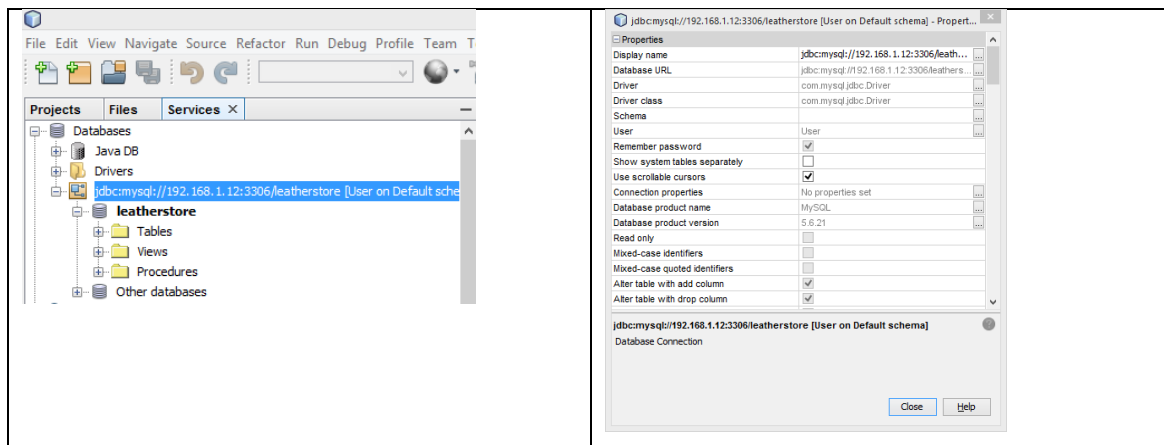 File Edit View Navigate Source Refactor Run Debug Profile Team
Projects Files Services
Databases
Java DB
Drivers
jdbc:mysql://192.168.1.12:3306/leatherstore [User on Default sche
leatherstore
Tables
Views
Procedures
Other databases
jdbc:mysql://192.168.1.12:3306/leatherstore [User on Default schema] - Propert...
Properties
Display name jdbc:mysql://192.168.1.12:3306/leath... ...
Database URL jdbc:mysql://192.168.1.12:3306/leathers... ...
Driver com.mysql.jdbc.Driver ...
Driver class com.mysql.jdbc.Driver ...
Schema ...
User User ...
Remember password
Show system tables separately
Use scrollable cursors
Connection properties No properties set ...
Database product name MySQL ...
Database product version 5.6.21 ...
Read only
Mixed-case identifiers
Mixed-case quoted identifiers
Alter table with add column
Alter table with drop column
jdbc:mysql://192.168.1.12:3306/leatherstore [User on Default schema]
Database Connection
Close Help